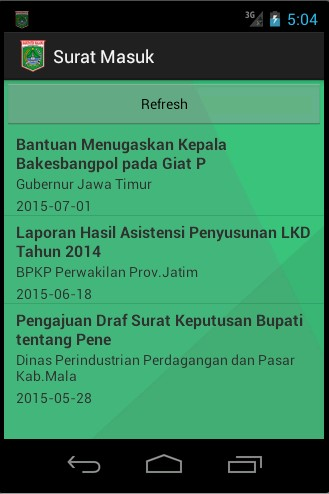 3G 5:04
Surat Masuk
Refresh
Bantuan Menugaskan Kepala
Bakesbangpol pada Giat P
Gubernur Jawa Timur
2015-07-01
Laporan Hasil Asistensi Penyusunan LKD
Tahun 2014
BPKP Perwakilan Prov.Jatim
2015-06-18
Pengajuan Draf Surat Keputusan Bupati
tentang Pene
Dinas Perindustrian Perdagangan dan Pasar
Kab.Mala
2015-05-28